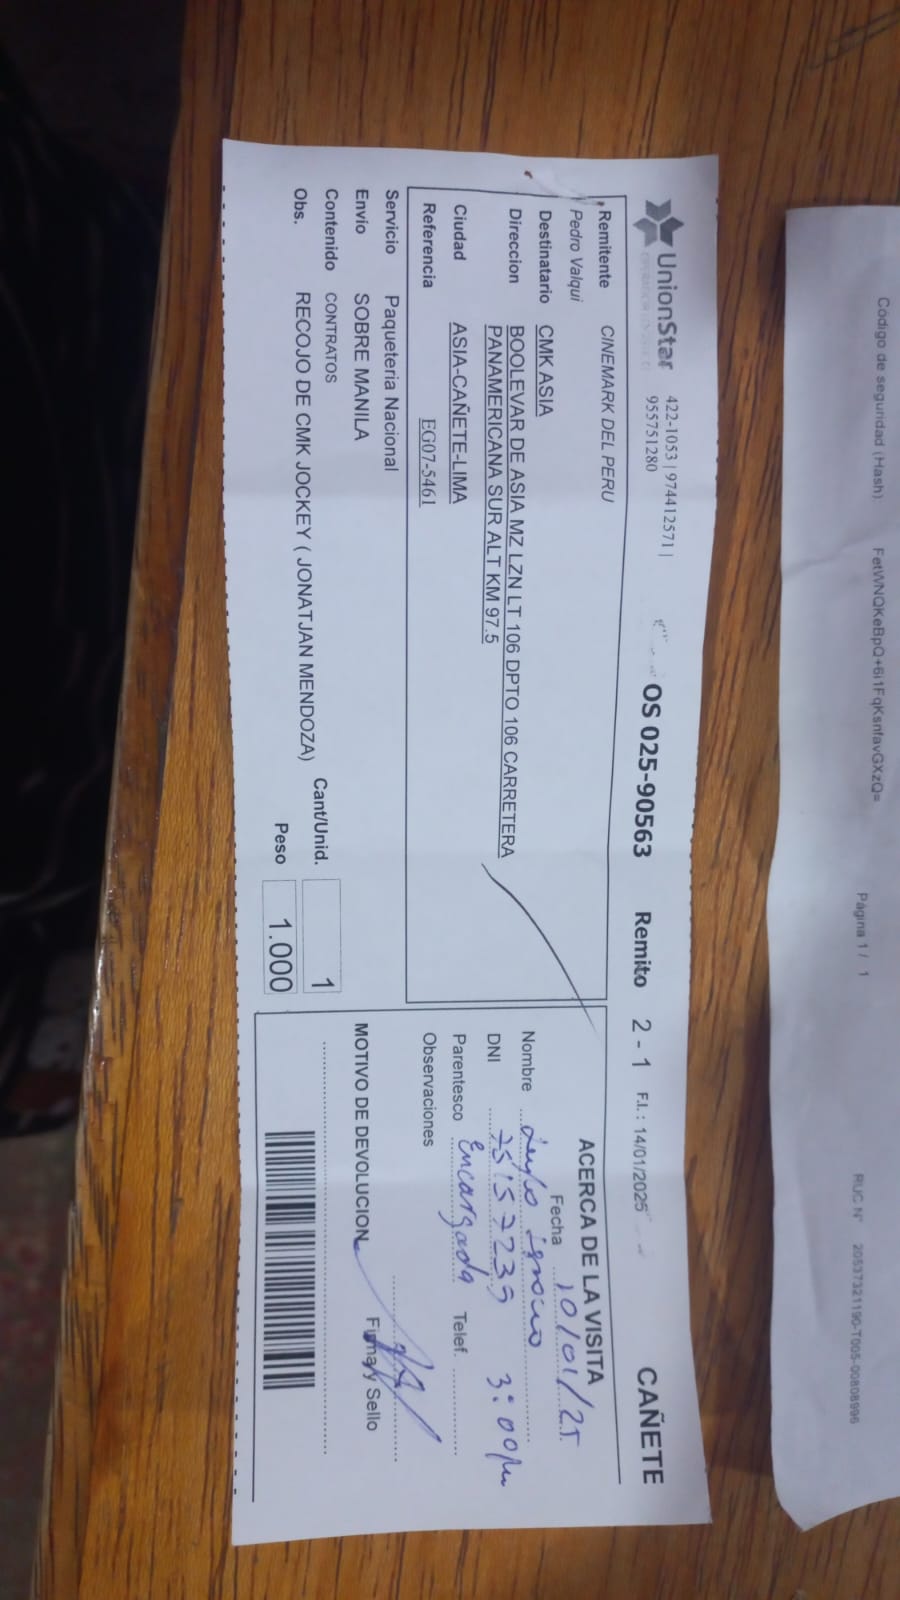 UnionStar
422-1053 | 974412571 |
955751280
OS 025-90563 Remito 2 - 1 F.I. : 14/01/2025 CAÑETE
Remitente CINEMARK DEL PERU
Pedro Valqui
Destinatario CMK ASIA
Direccion BOOLEVAR DE ASIA MZ LZN LT 106 DPTO 106 CARRETERA
PANAMERICANA SUR ALT KM 97.5
Ciudad ASIA-CAÑETE-LIMA
Referencia EG07-5461
Servicio Paqueteria Nacional
Envio SOBRE MANILA
Contenido CONTRATOS
Cant/Unid. 1
Obs. RECOJO DE CMK JOCKEY ( JONATJAN MENDOZA)
Peso 1.000
ACERCA DE LA VISITA
Fecha 10/01/25
Nombre
DNI 75157239 3:00pm
Parentesco Encargada Telef.
Observaciones
MOTIVO DE DEVOLUCION
Firma y Sello
Código de seguridad (Hash) FetWNQKeBpQ+6i1FqKsnfavGXzQ=
Página 1 / 1
RUC N° 20537321190-T005-00808996